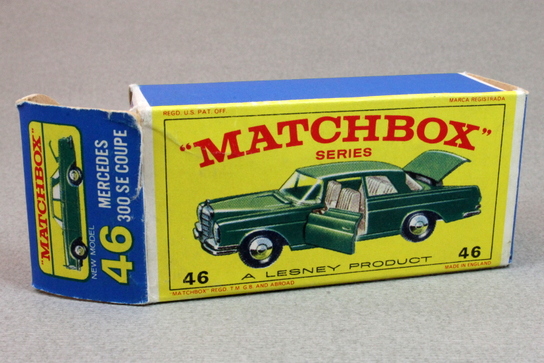 "MATCHBOX"
NEW MODEL
46 MERCEDES
300 SE COUPE
REGD. U.S. PAT. OFF.
MARCA REGISTRADA
"MATCHBOX"
SERIES
46
A LESNEY PRODUCT
46
MADE IN ENGLAND
"MATCHBOX" REGD. T.M. G.B. AND ABROAD